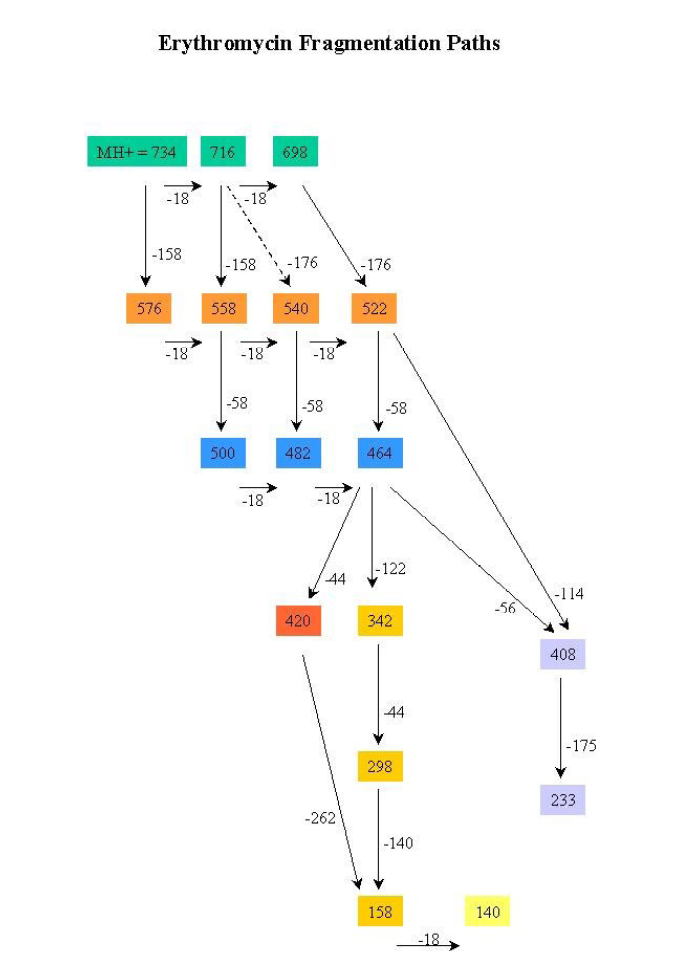 Erythromycin Fragmentation Paths
MH+ = 734 716 698
-18 -18
-158 -158 -176 -176
576 558 540 522
-18 -18 -18
-58 -58 -58
500 482 464
-18 -18
-44 -122 -56 -114
420 342 408
-44 -175
298 233
-262 -140
158 140
-18